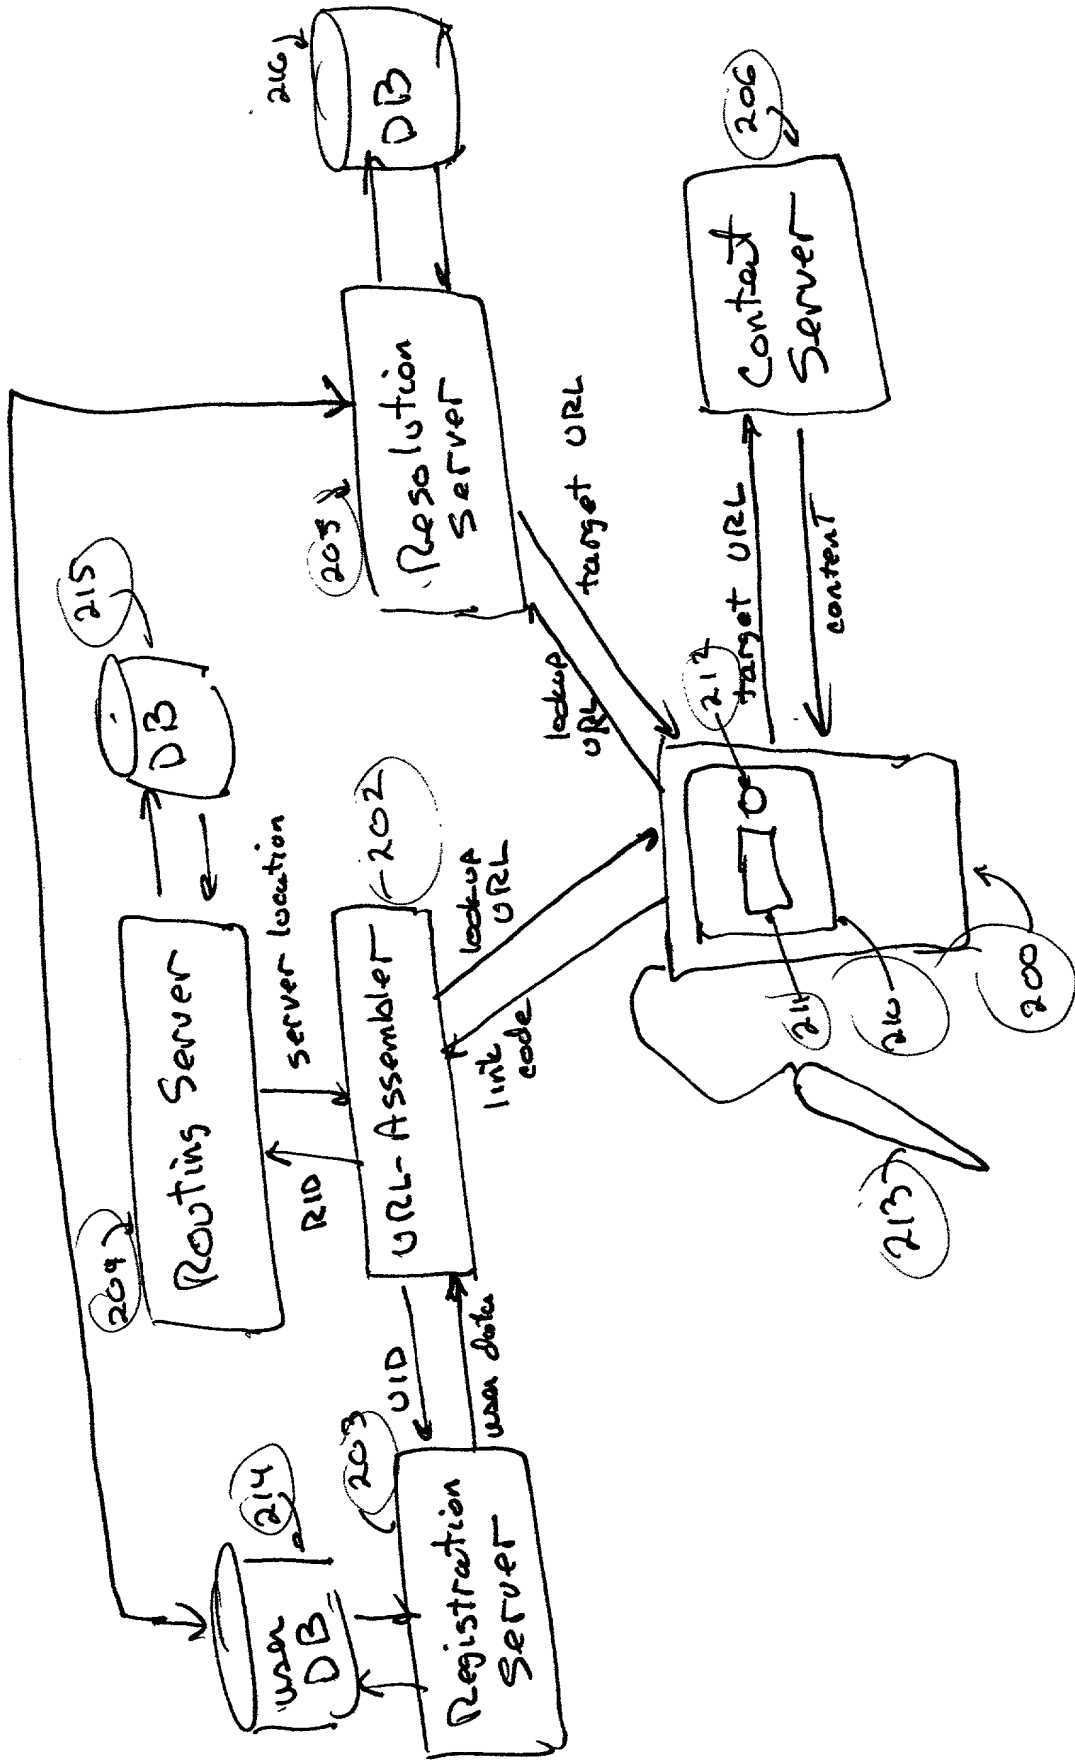 216
DB
215
DB
user
DB
214
204
Routing Server
205
Resolution
Server
RID
server location
203
Registration
Server
UID
user data
URL-Assembler
202
link
code
lookup
URL
lookup
URL
target URL
206
Content
Server
target URL
content
212
211
210
200
213